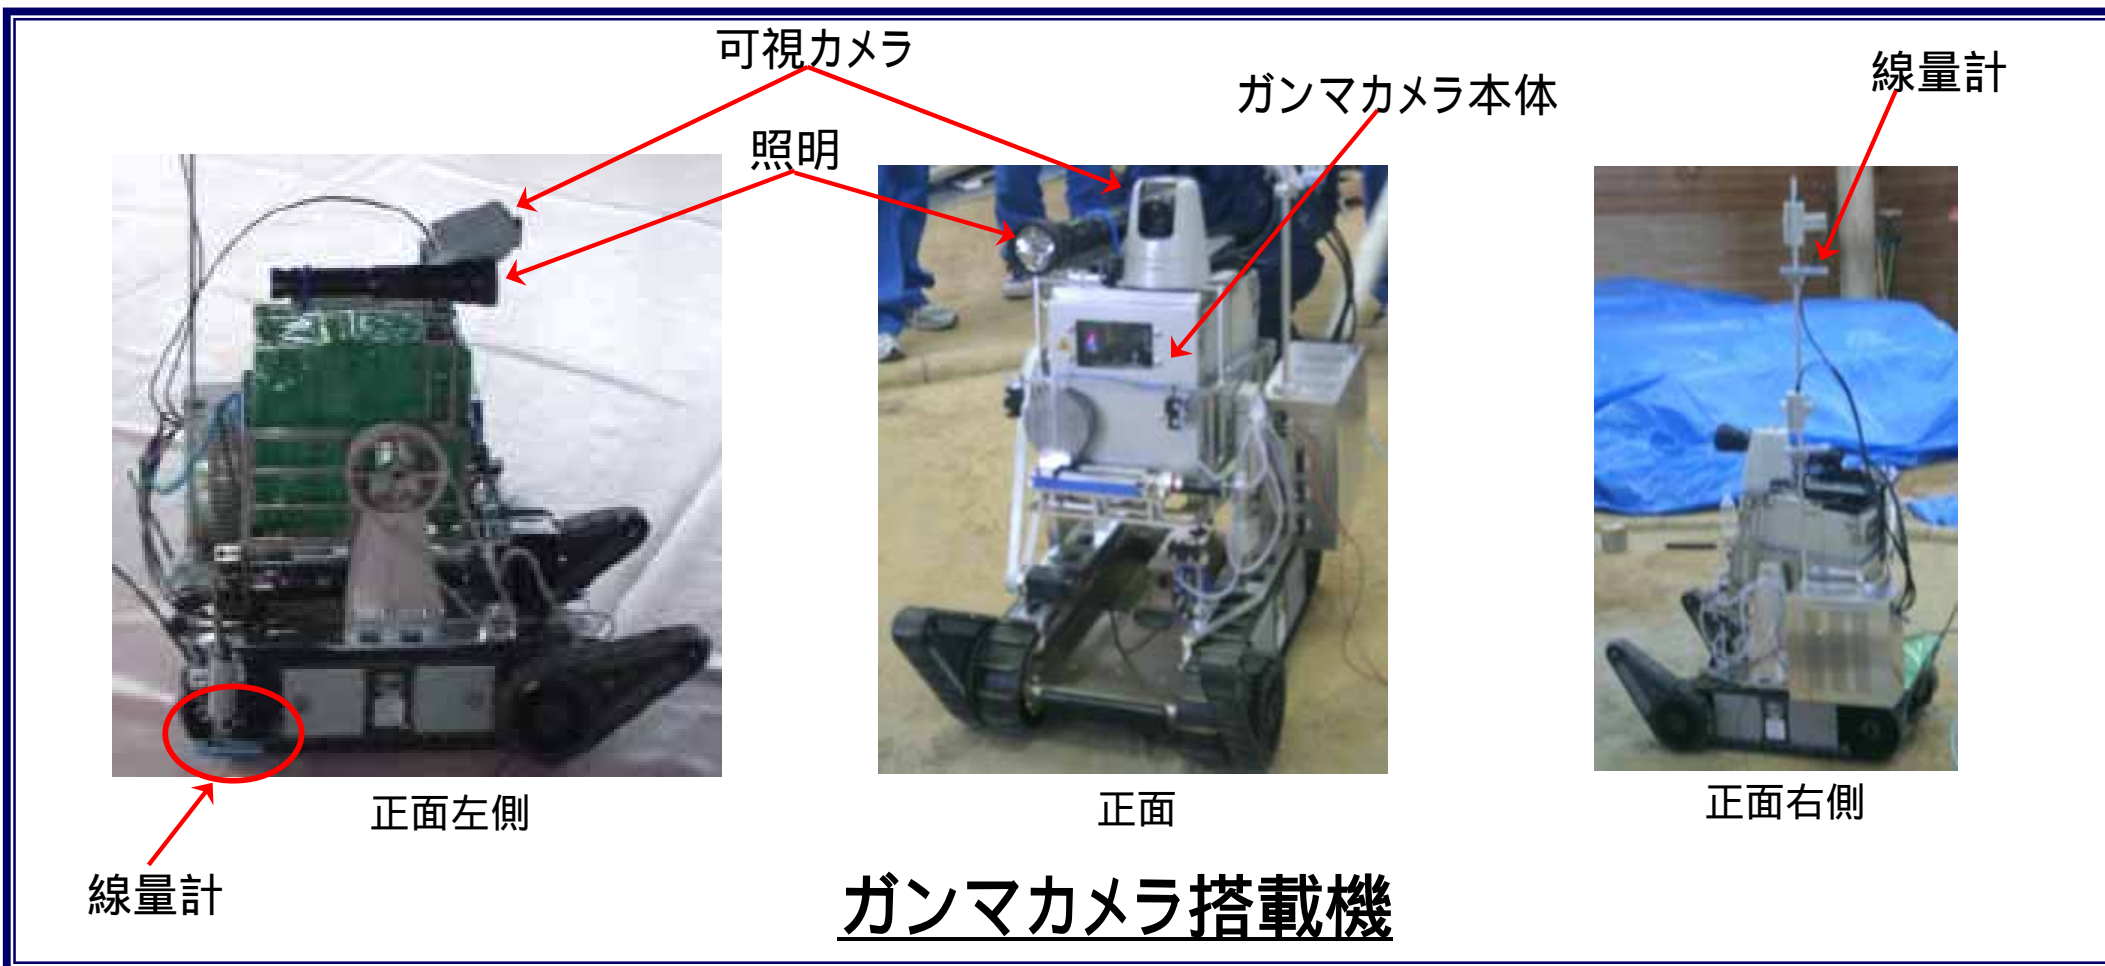 可視カメラ
線量計
ガンマカメラ本体
照明
正面左側
正面
正面右側
線量計
ガンマカメラ搭載機